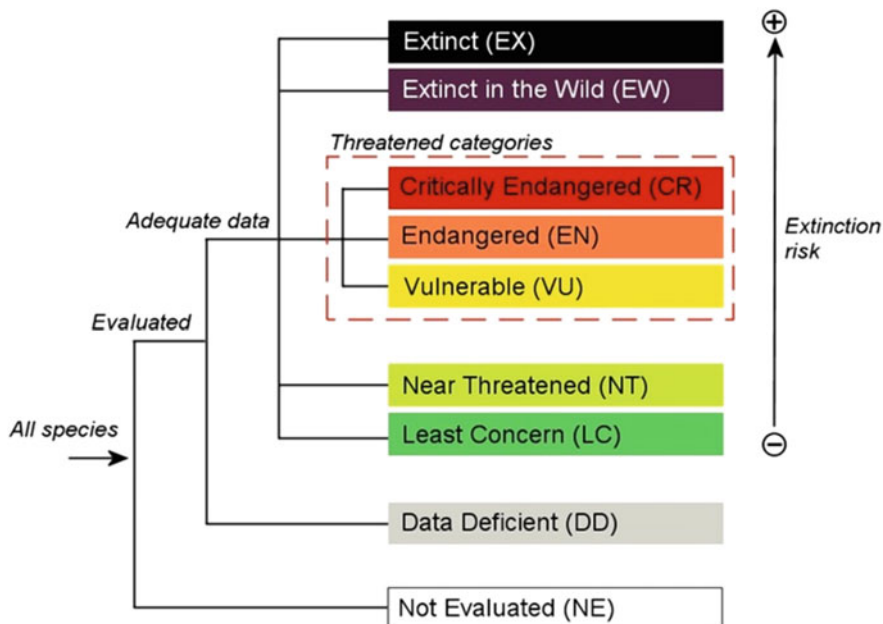 Extinct (EX)
Extinct in the Wild (EW)
Threatened categories
Critically Endangered (CR)
Adequate data
Endangered (EN)
Extinction
risk
Vulnerable (VU)
Evaluated
Near Threatened (NT)
All species
Least Concern (LC)
Data Deficient (DD)
Not Evaluated (NE)